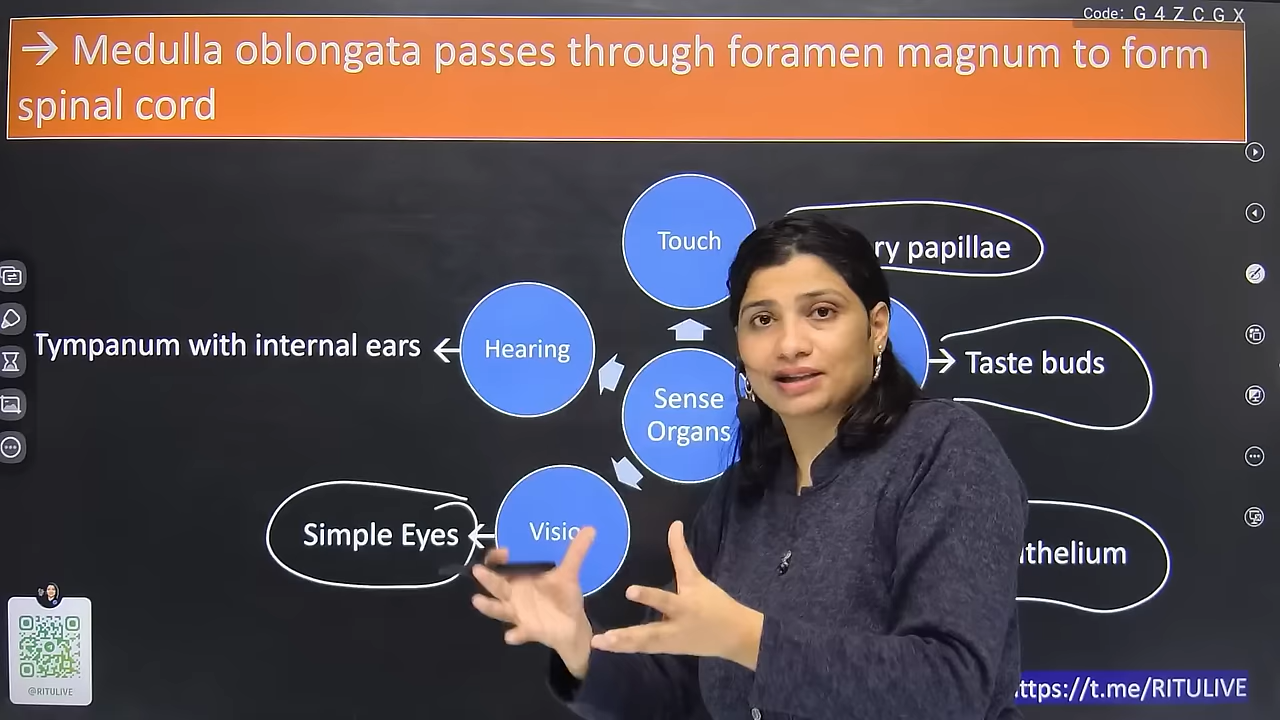 Code: G 4 Z C G X
→ Medulla oblongata passes through foramen magnum to form
spinal cord
Touch
ry papillae
Tympanum with internal ears
Hearing
Taste buds
Sense
Organs
Simple Eyes
Visio
thelium
@RITULIVE
ttps://t.me/RITULIVE